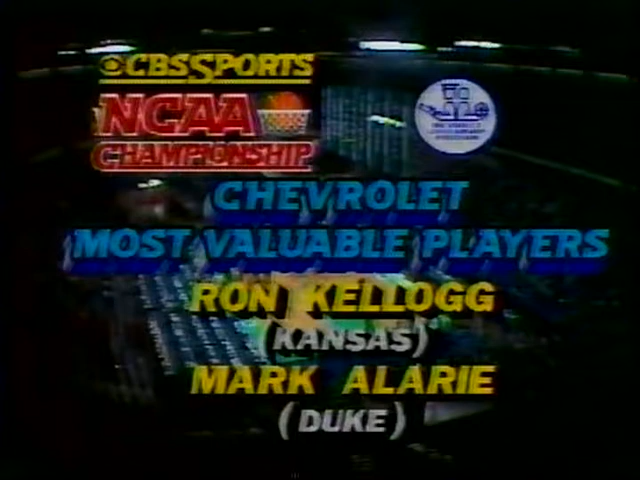 CBS SPORTS
NCAA
CHAMPIONSHIP
CHEVROLET
MOST VALUABLE PLAYERS
RON KELLOGG
(KANSAS)
MARK ALARIE
(DUKE)